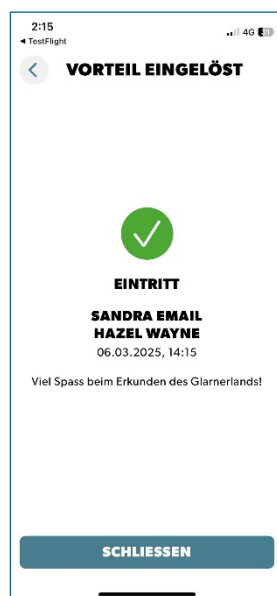 2:15
4G 31
◀ TestFlight
VORTEIL EINGELÖST
EINTRITT
SANDRA EMAIL
HAZEL WAYNE
06.03.2025, 14:15
Viel Spass beim Erkunden des Glarnerlands!
SCHLIESSEN